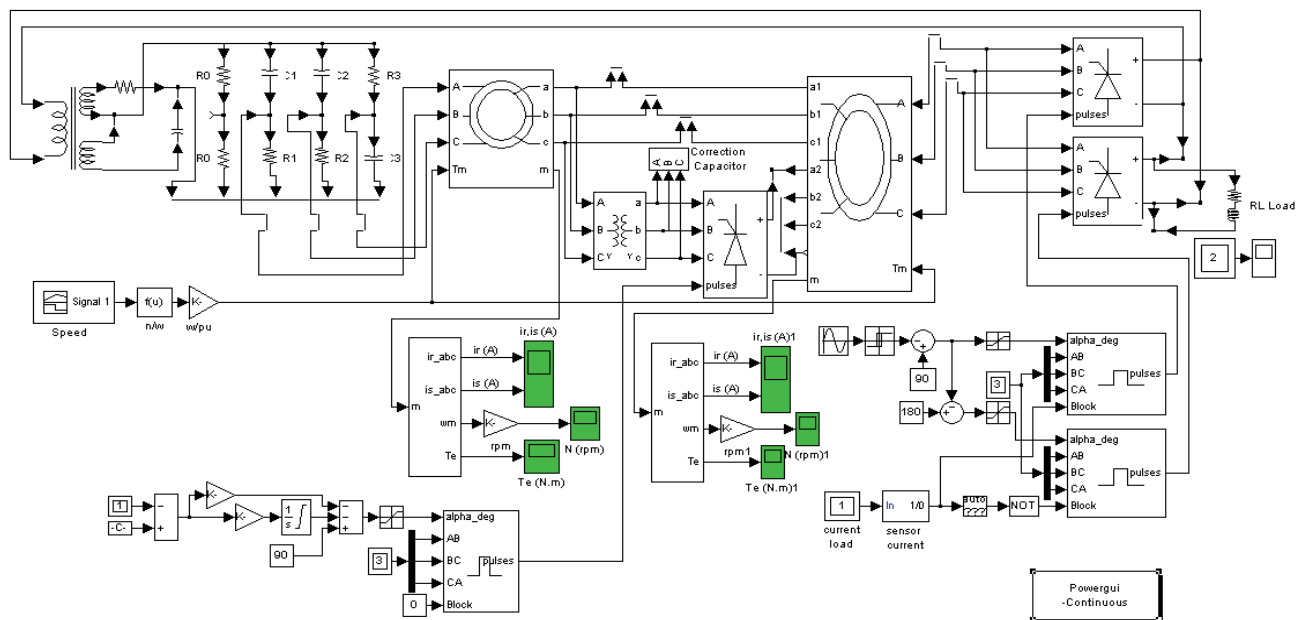 R0
C1
C2
R3
R0
R1
R2
C3
A
B
C
Tm
a
b
c
m
Correction
Capacitor
A
B
C
A
B
C
a
b
c
Y
Y
A
B
C
pulses
+
-
a1
b1
c1
a2
b2
c2
m
A
B
C
Tm
A
B
C
pulses
+
-
A
B
C
pulses
+
-
RL Load
2
Signal 1
Speed
f(u)
n/w
K-
w/pu
m
ir_abc
is_abc
wm
Te
ir (A)
is (A)
ir,is (A)
K-
rpm
N (rpm)
Te (N.m)
m
ir_abc
is_abc
wm
Te
ir (A)
is (A)
ir,is (A)1
K-
rpm1
N (rpm)1
Te (N.m)1
90
180
3
alpha_deg
AB
BC
CA
Block
pulses
alpha_deg
AB
BC
CA
Block
pulses
1
current
load
In
1/0
sensor
current
auto
???
NOT
1
-C-
K-
K-
1
s
90
3
0
alpha_deg
AB
BC
CA
Block
pulses
Powergui
-Continuous